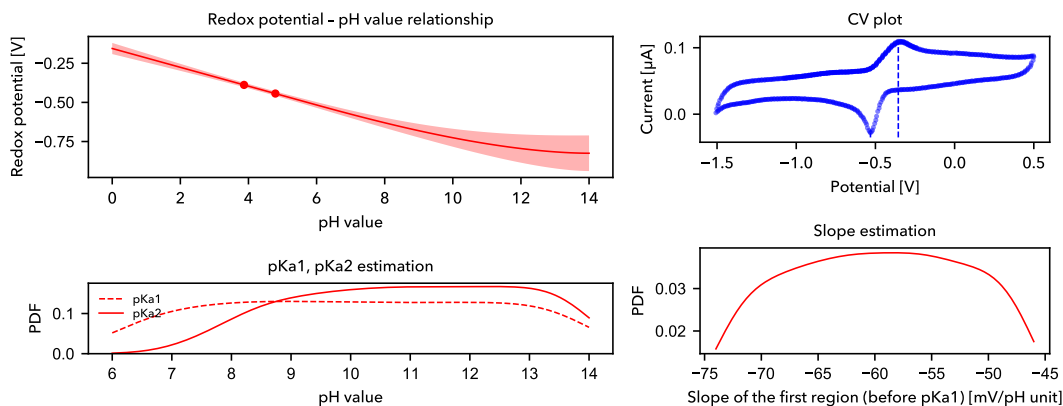 Redox potential – pH value relationship
Redox potential [V]
−0.25
−0.50
−0.75
0 2 4 6 8 10 12 14
pH value
CV plot
Current [µA]
0.1
0.0
−1.5 −1.0 −0.5 0.0 0.5
Potential [V]
pKa1, pKa2 estimation
PDF
0.1
0.0
pKa1
pKa2
6 7 8 9 10 11 12 13 14
pH value
Slope estimation
PDF
0.03
0.02
−75 −70 −65 −60 −55 −50 −45
Slope of the first region (before pKa1) [mV/pH unit]